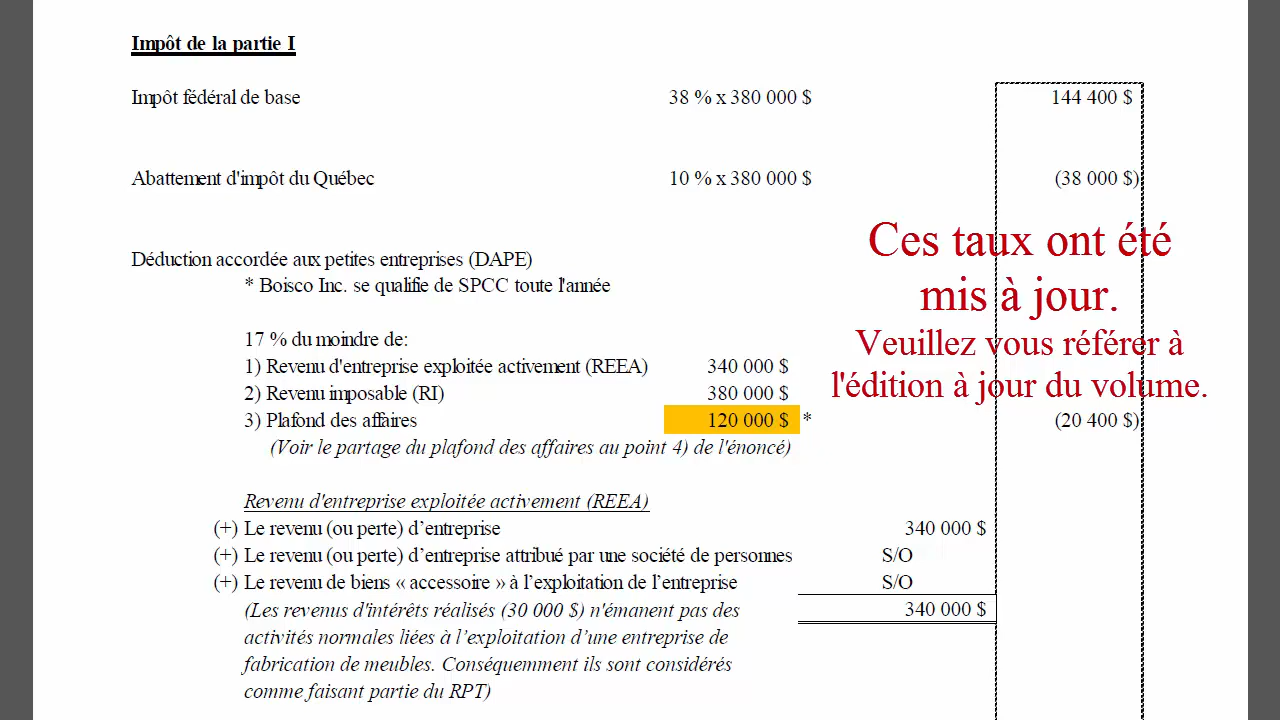 Impôt de la partie I
Impôt fédéral de base 38 % x 380 000 $ 144 400 $
Abattement d'impôt du Québec 10 % x 380 000 $ (38 000 $)
Ces taux ont été
mis à jour.
Veuillez vous référer à
l'édition à jour du volume.
Déduction accordée aux petites entreprises (DAPE)
* Boisco Inc. se qualifie de SPCC toute l'année
17 % du moindre de:
1) Revenu d'entreprise exploitée activement (REEA) 340 000 $
2) Revenu imposable (RI) 380 000 $
3) Plafond des affaires 120 000 $ * (20 400 $)
(Voir le partage du plafond des affaires au point 4) de l'énoncé)
Revenu d'entreprise exploitée activement (REEA)
(+) Le revenu (ou perte) d’entreprise 340 000 $
(+) Le revenu (ou perte) d’entreprise attribué par une société de personnes S/O
(+) Le revenu de biens « accessoire » à l’exploitation de l’entreprise S/O
(Les revenus d'intérêts réalisés (30 000 $) n'émanent pas des 340 000 $
activités normales liées à l’exploitation d’une entreprise de
fabrication de meubles. Conséquemment ils sont considérés
comme faisant partie du RPT)